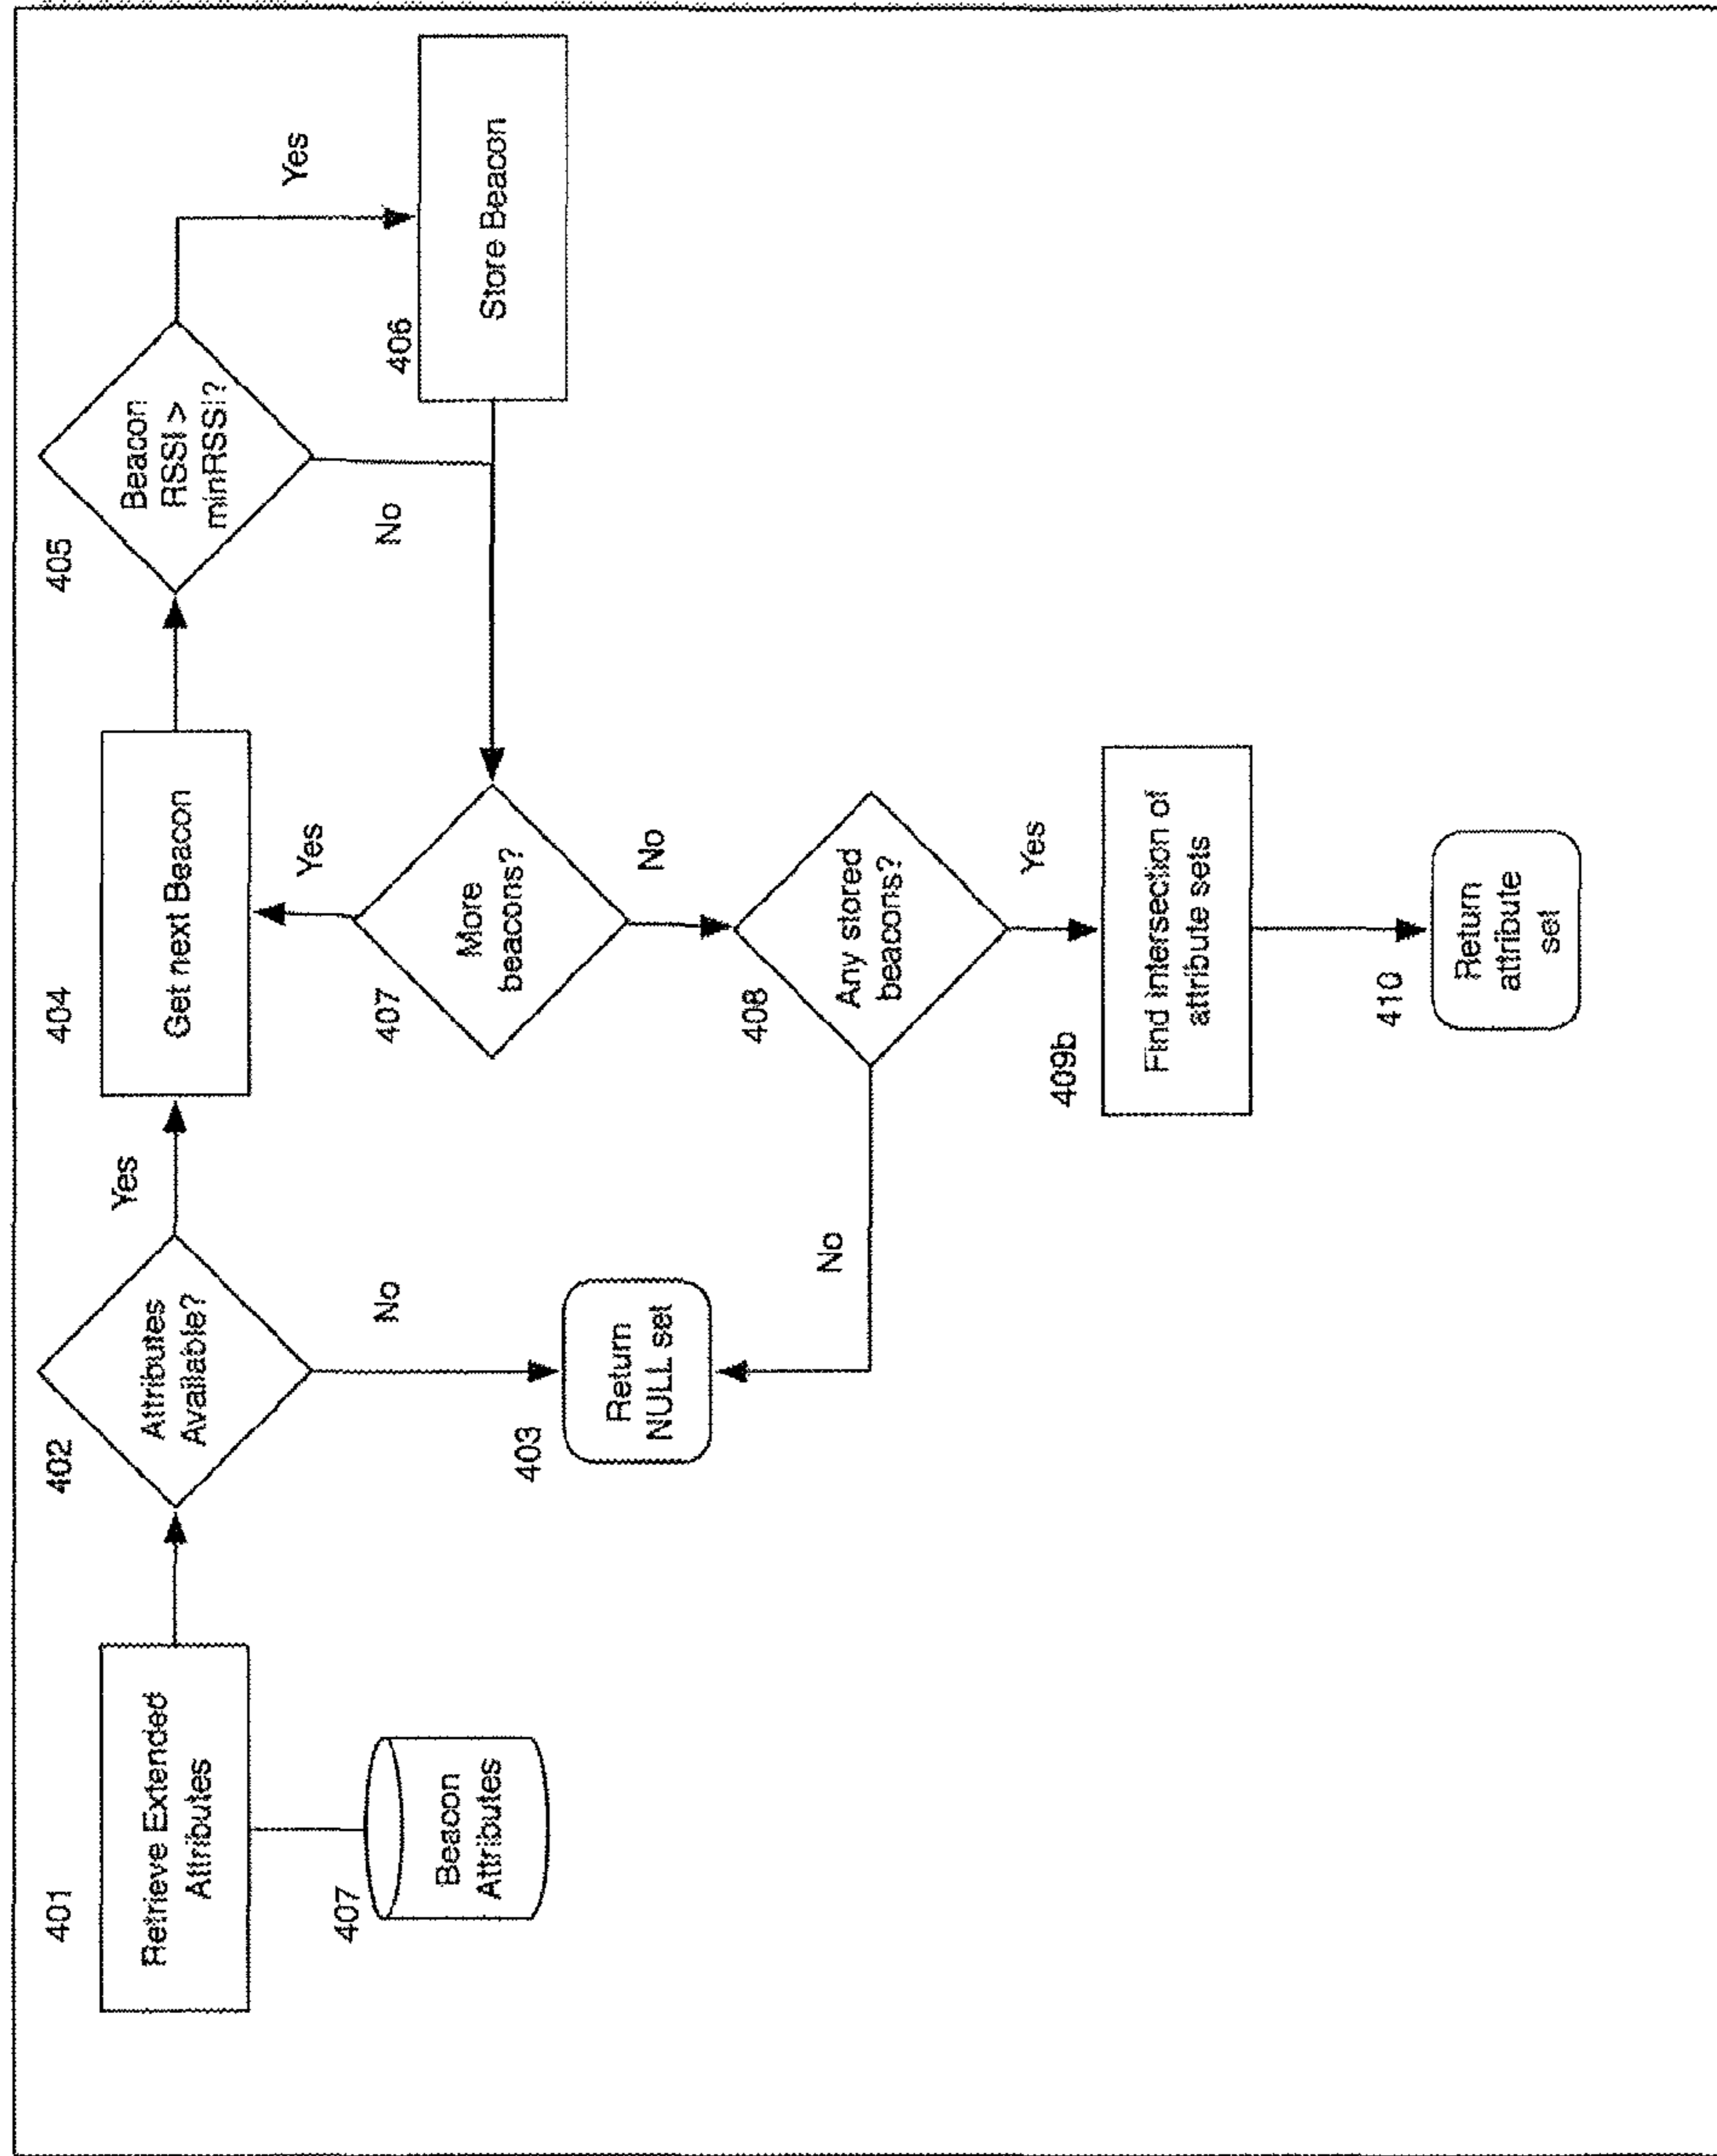 401
Retrieve Extended
Attributes
407
Beacon
Attributes
402
Attributes
Available?
Yes
No
403
Return
NULL set
404
Get next Beacon
405
Beacon
RSSI >
minRSSI?
Yes
No
406
Store Beacon
407
More
beacons?
Yes
No
408
Any stored
beacons?
No
Yes
409b
Find intersection of
attribute sets
410
Return
attribute
set